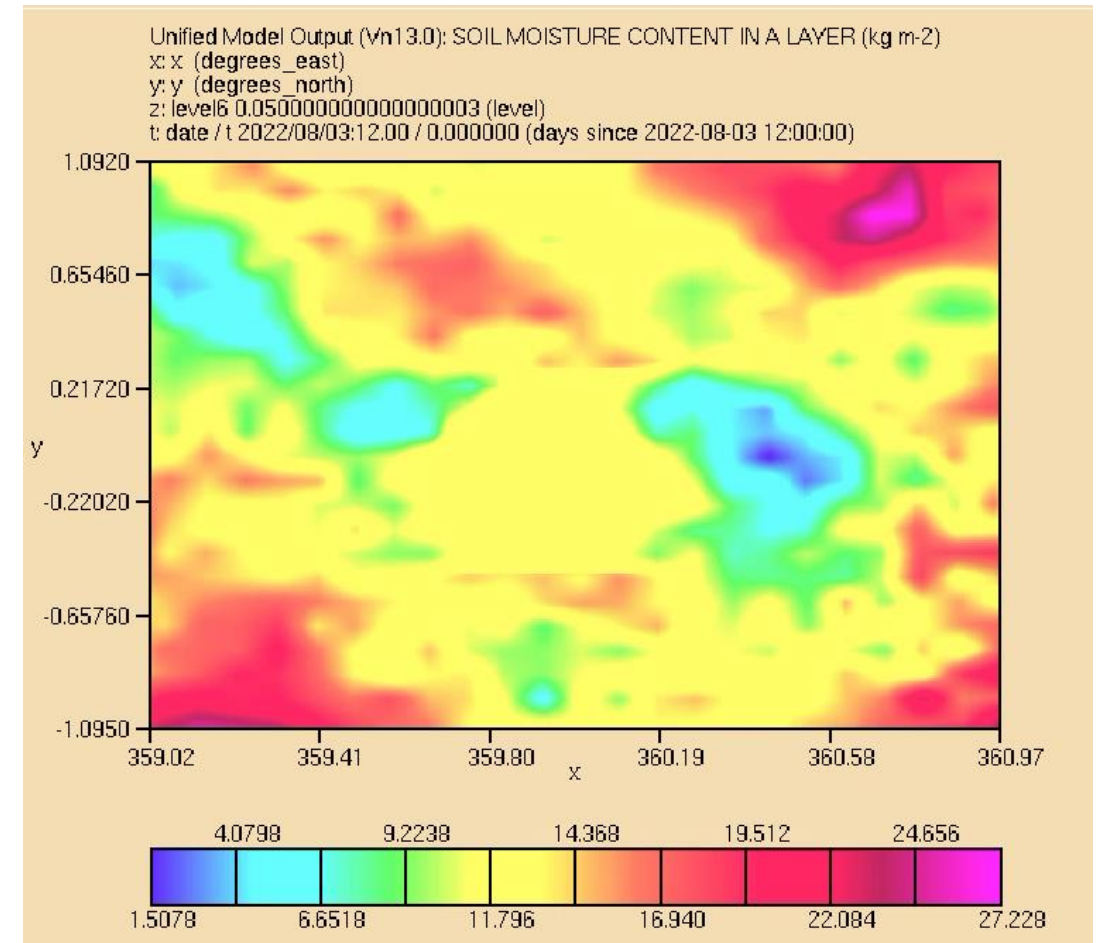 Unified Model Output (Vn13.0): SOIL MOISTURE CONTENT IN A LAYER (kg m-2)
x: x (degrees_east)
y: y (degrees_north)
z: level6 0.050000000000000003 (level)
t: date / t 2022/08/03:12.00 / 0.000000 (days since 2022-08-03 12:00:00)
1.0920
0.65460
0.21720
y
-0.22020
-0.65760
-1.0950
359.02 359.41 359.80 360.19 360.58 360.97
x
4.0798 9.2238 14.368 19.512 24.656
1.5078 6.6518 11.796 16.940 22.084 27.228